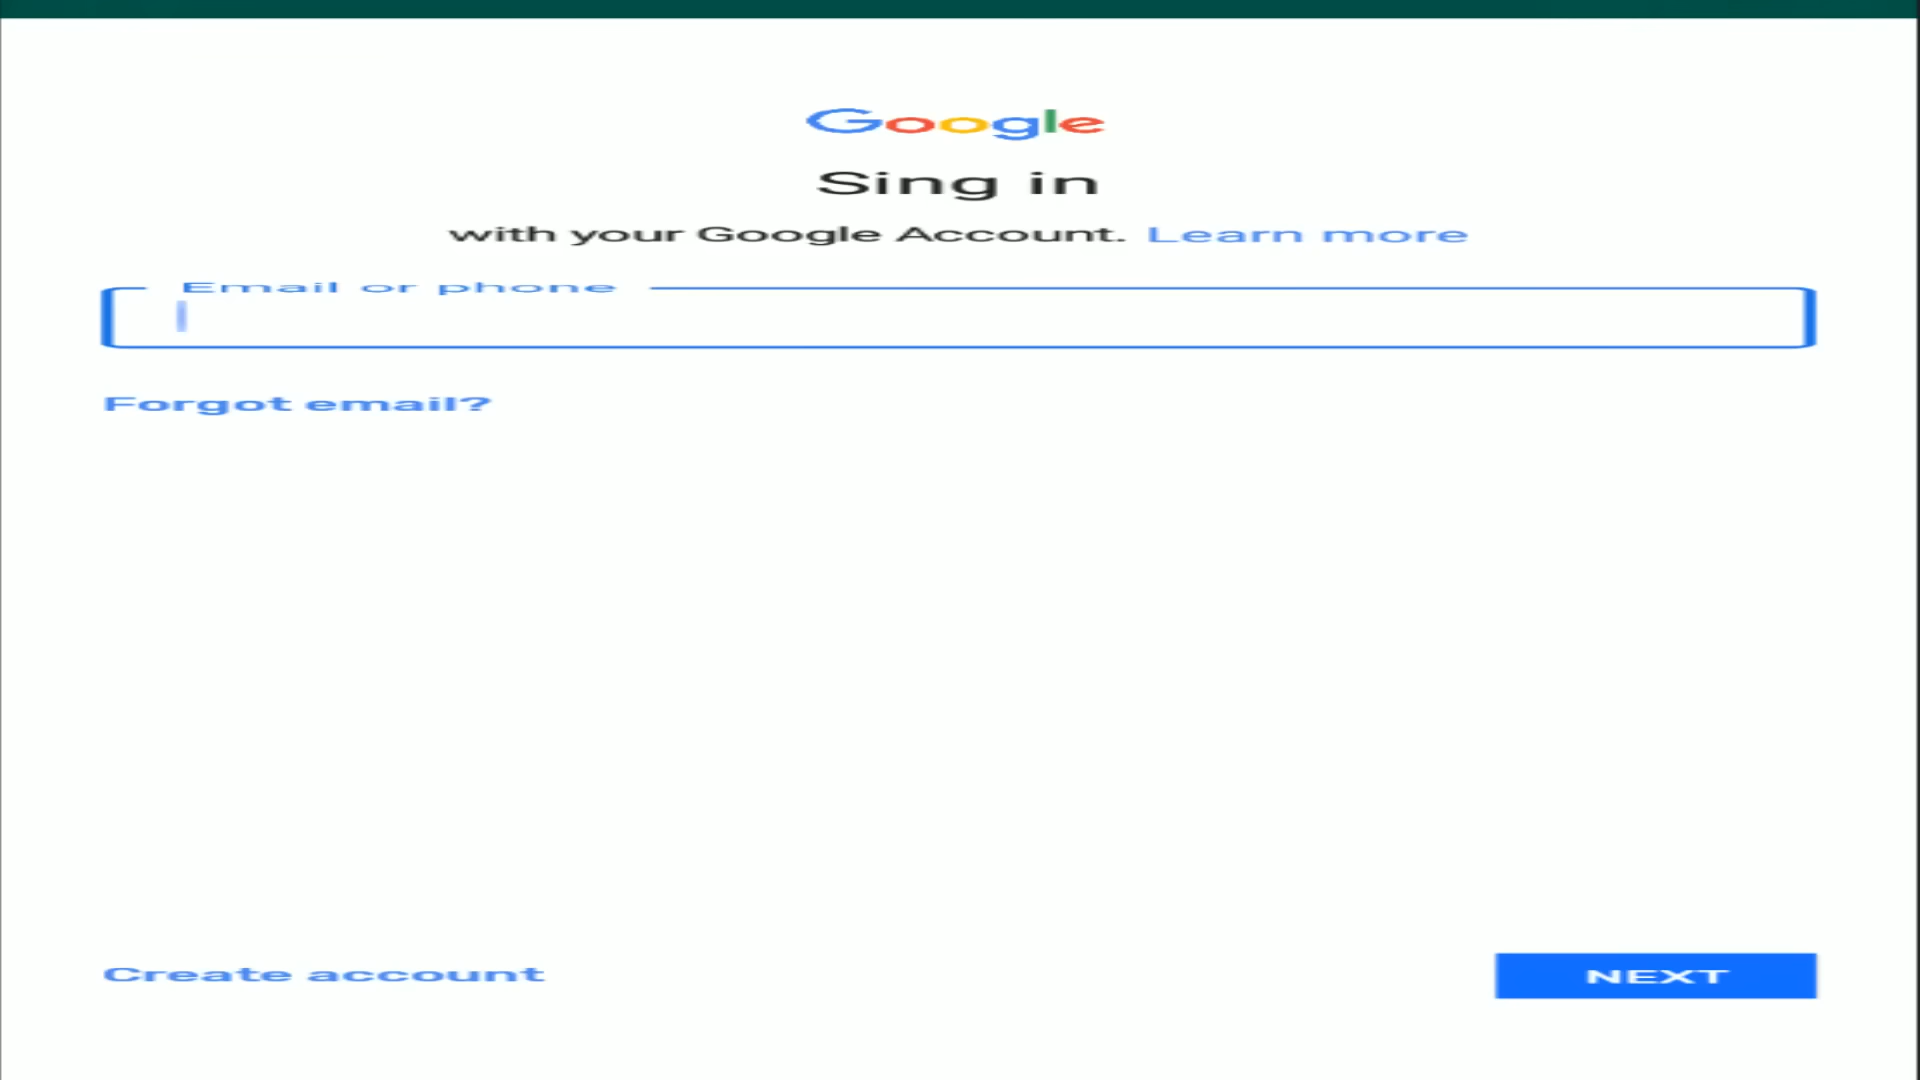 Google
Sing in
with your Google Account. Learn more
Email or phone
Forgot email?
Create account
NEXT